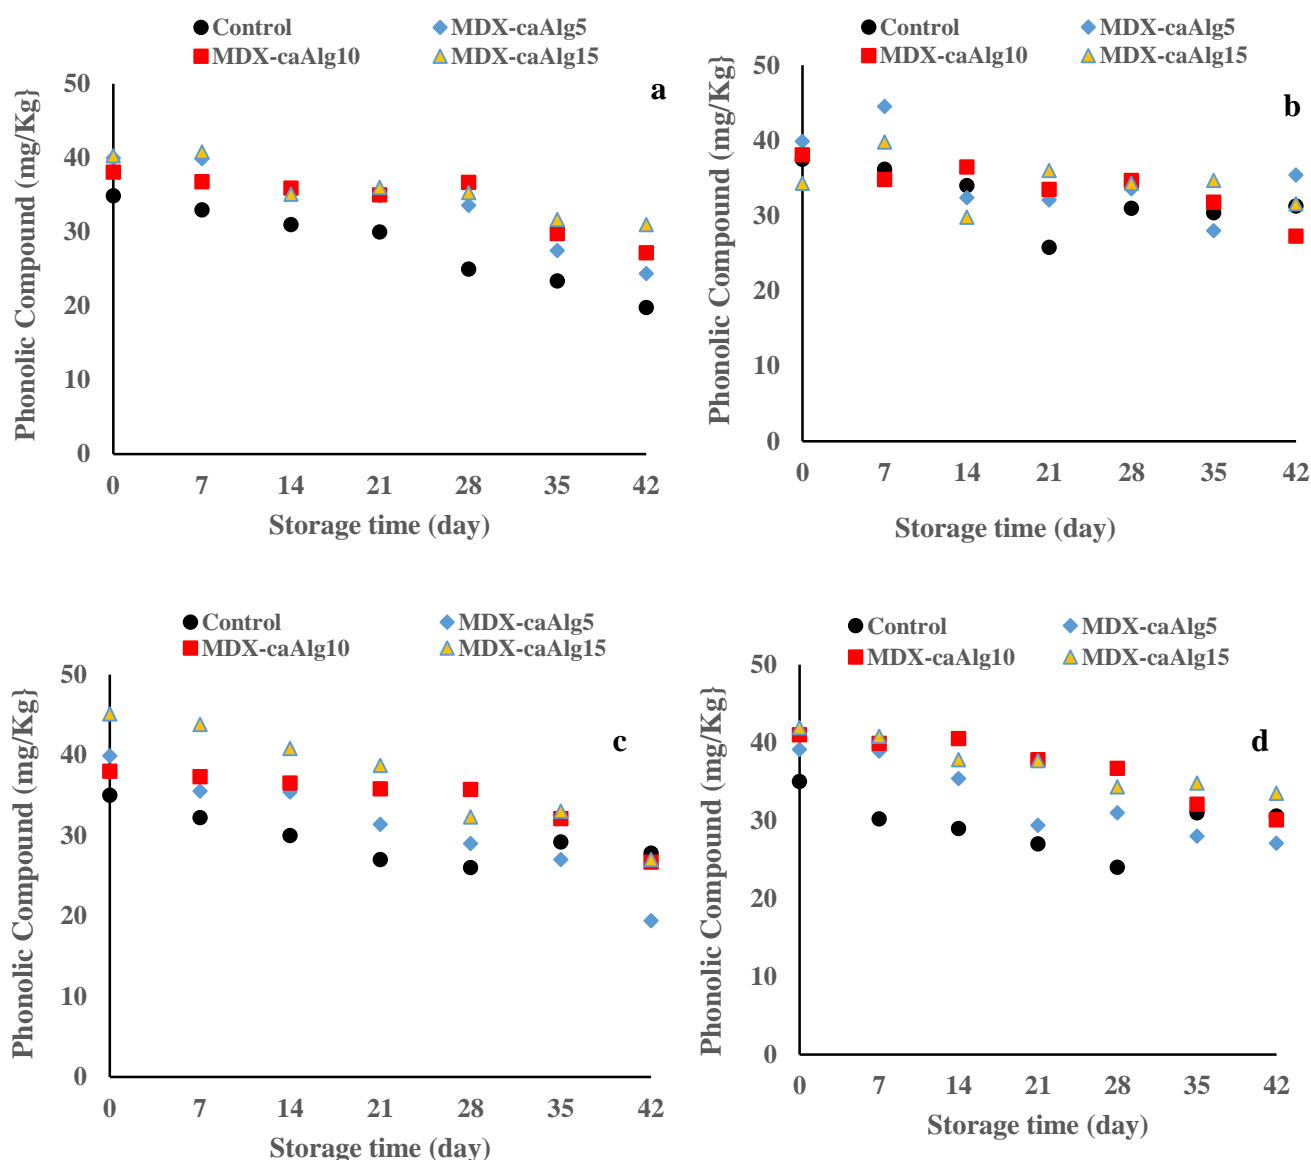 Control MDX-caAlg5
MDX-caAlg10 MDX-caAlg15
a
Phonolic Compound (mg/Kg}
50
40
30
20
10
0
0 7 14 21 28 35 42
Storage time (day)
Control MDX-caAlg5
MDX-caAlg10 MDX-caAlg15
b
Phonolic Compound (mg/Kg}
50
40
30
20
10
0
0 7 14 21 28 35 42
Storage time (day)
Control MDX-caAlg5
MDX-caAlg10 MDX-caAlg15
c
Phonolic Compound (mg/Kg}
50
40
30
20
10
0
0 7 14 21 28 35 42
Storage time (day)
Control MDX-caAlg5
MDX-caAlg10 MDX-caAlg15
d
Phonolic Compound (mg/Kg}
50
40
30
20
10
0
0 7 14 21 28 35 42
Storage time (day)